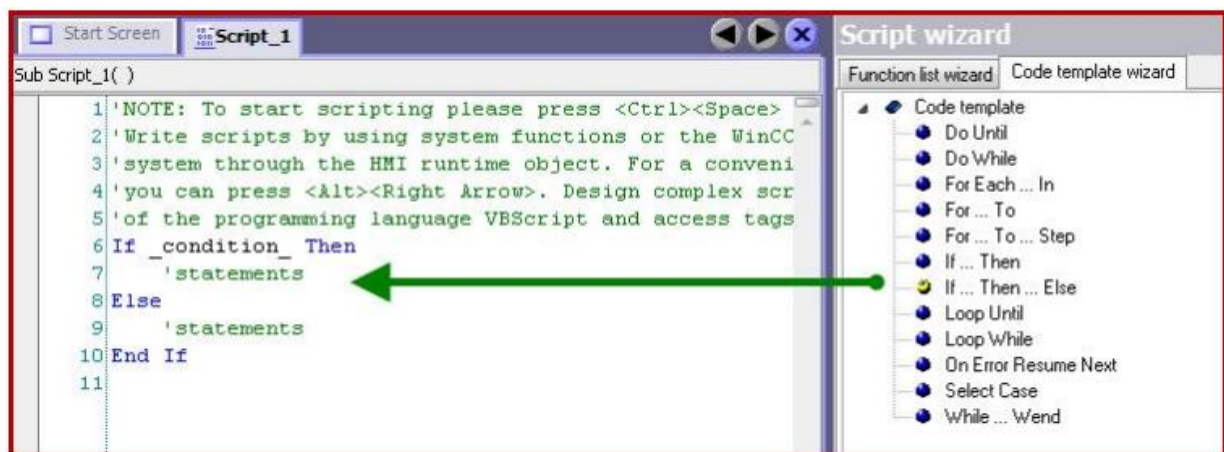 Start Screen
Script_1
Script wizard
Sub Script_1( )
Function list wizard
Code template wizard
1 'NOTE: To start scripting please press <Ctrl><Space>
2 'Write scripts by using system functions or the WinCC
3 'system through the HMI runtime object. For a conveni
4 'you can press <Alt><Right Arrow>. Design complex scr
5 'of the programming language VBScript and access tags
6 If _condition_ Then
7 'statements
8 Else
9 'statements
10 End If
11
Code template
Do Until
Do While
For Each ... In
For ... To
For ... To ... Step
If ... Then
If ... Then ... Else
Loop Until
Loop While
On Error Resume Next
Select Case
While ... Wend